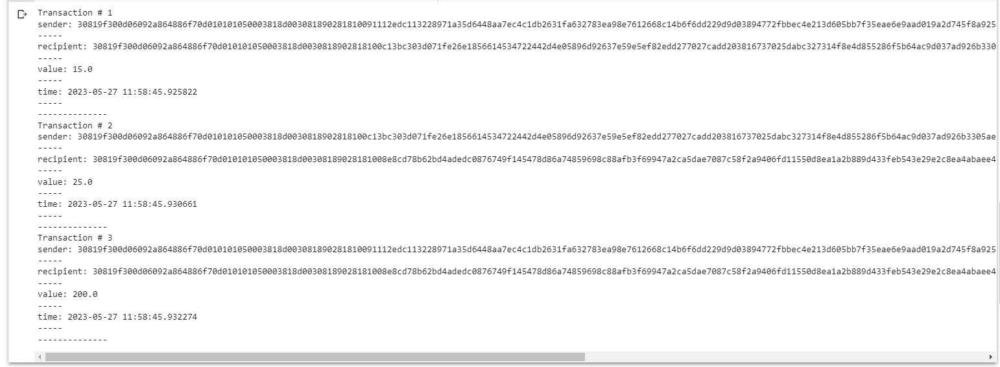 Transaction # 1
sender: 30819f300d06092a864886f70d010101050003818d003081890281810091112edc113228971a35d6448aa7ec4c1db2631fa632783ea98e7612668c14b6f6dd229d9d03894772fbbec4e213d605bb7f35eae6e9aad019a2d745f8a925
-----
recipient: 30819f300d06092a864886f70d010101050003818d0030818902818100c13bc303d071fe26e1856614534722442d4e05896d92637e59e5ef82edd277027cadd203816737025dabc327314f8e4d855286f5b64ac9d037ad926b330
-----
value: 15.0
-----
time: 2023-05-27 11:58:45.925822
-----
--------------
Transaction # 2
sender: 30819f300d06092a864886f70d010101050003818d0030818902818100c13bc303d071fe26e1856614534722442d4e05896d92637e59e5ef82edd277027cadd203816737025dabc327314f8e4d855286f5b64ac9d037ad926b3305ae
-----
recipient: 30819f300d06092a864886f70d010101050003818d00308189028181008e8cd78b62bd4adedc0876749f145478d86a74859698c88afb3f69947a2ca5dae7087c58f2a9406fd11550d8ea1a2b889d433feb543e29e2c8ea4abaee4
-----
value: 25.0
-----
time: 2023-05-27 11:58:45.930661
-----
--------------
Transaction # 3
sender: 30819f300d06092a864886f70d010101050003818d003081890281810091112edc113228971a35d6448aa7ec4c1db2631fa632783ea98e7612668c14b6f6dd229d9d03894772fbbec4e213d605bb7f35eae6e9aad019a2d745f8a925
-----
recipient: 30819f300d06092a864886f70d010101050003818d00308189028181008e8cd78b62bd4adedc0876749f145478d86a74859698c88afb3f69947a2ca5dae7087c58f2a9406fd11550d8ea1a2b889d433feb543e29e2c8ea4abaee4
-----
value: 200.0
-----
time: 2023-05-27 11:58:45.932274
-----
--------------